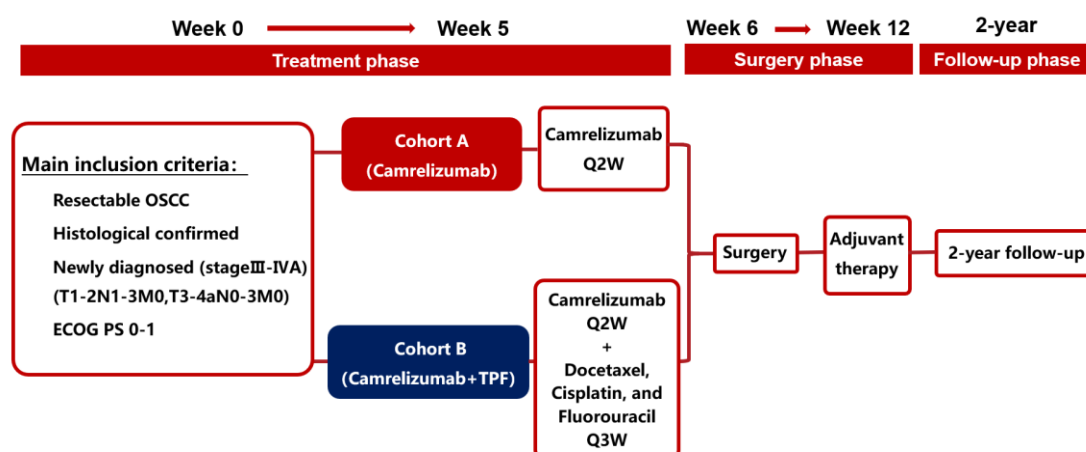 Week 0 Week 5 Week 6 Week 12 2-year
Treatment phase Surgery phase Follow-up phase
Main inclusion criteria：
Resectable OSCC
Histological confirmed
Newly diagnosed (stageⅢ-ⅣA)
(T1-2N1-3M0,T3-4aN0-3M0)
ECOG PS 0-1
Cohort A
(Camrelizumab)
Camrelizumab
Q2W
Cohort B
(Camrelizumab+TPF)
Camrelizumab
Q2W
+
Docetaxel,
Cisplatin, and
Fluorouracil
Q3W
Surgery
Adjuvant
therapy
2-year follow-up